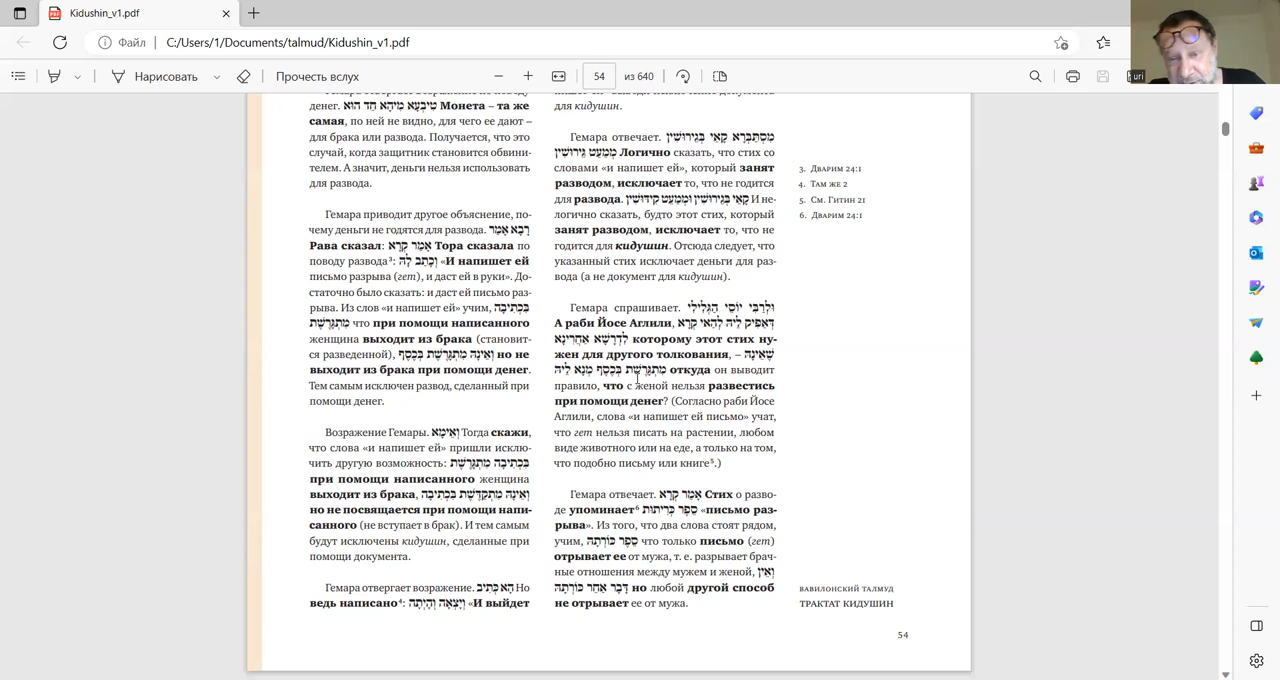 Kidushin_v1.pdf
Файл
C:/Users/1/Documents/talmud/Kidushin_v1.pdf
Нарисовать
Прочесть вслух
54
из 640
uri
денег. טִיבְעָא מִיהָא חַד הוּא Монета – та же
самая, по ней не видно, для чего ее дают –
для брака или развода. Получается, что это
случай, когда защитник становится обвини-
телем. А значит, деньги нельзя использовать
для развода.
Гемара приводит другое объяснение, по-
чему деньги не годятся для развода. רָבָא אָמַר
Рава сказал: אָמַר קְרָא Тора сказала по
поводу развода³: וְכָתַב לָהּ «И напишет ей
письмо разрыва (гет), и даст ей в руки». До-
статочно было сказать: и даст ей письмо раз-
рыва. Из слов «и напишет ей» учим, בִּכְתִיבָה
מִתְגָּרֶשֶׁת что при помощи написанного
женщина выходит из брака (становит-
ся разведенной), וְאֵינָהּ מִתְגָּרֶשֶׁת בְּכֶסֶף но не
выходит из брака при помощи денег.
Тем самым исключен развод, сделанный при
помощи денег.
Возражение Гемары. וְאֵימָא Тогда скажи,
что слова «и напишет ей» пришли исклю-
чить другую возможность: בִּכְתִיבָה מִתְגָּרֶשֶׁת
при помощи написанного женщина
выходит из брака, וְאֵינָהּ מִתְקַדֶּשֶׁת בִּכְתִיבָה
но не посвящается при помощи напи-
санного (не вступает в брак). И тем самым
будут исключены кидушин, сделанные при
помощи документа.
Гемара отвергает возражение. הָא כְּתִיב Но
ведь написано⁴: וְיָצְאָה וְהָיְתָה «И выйдет
для кидушин.
Гемара отвечает. מִסְתַּבְּרָא קָאֵי בְּגֵירוּשִׁין
מְמַעֵט גֵּירוּשִׁין Логично сказать, что стих со
словами «и напишет ей», который занят
разводом, исключает то, что не годится
для развода. קָאֵי בְּגֵירוּשִׁין וּמְמַעֵט קִידּוּשִׁין И не-
логично сказать, будто этот стих, который
занят разводом, исключает то, что не
годится для кидушин. Отсюда следует, что
указанный стих исключает деньги для раз-
вода (а не документ для кидушин).
Гемара спрашивает. וּלְרַבִּי יוֹסֵי הַגְּלִילִי
А раби Йосе Аглили, דְּאַפֵּיק לֵיהּ לְהַאי קְרָא
לִדְרָשָׁא אַחֲרִינָא которому этот стих ну-
жен для другого толкования, – שֶׁאֵינָהּ
מִתְגָּרֶשֶׁת בְּכֶסֶף מְנָא לֵיהּ откуда он выводит
правило, что с женой нельзя развестись
при помощи денег? (Согласно раби Йосе
Аглили, слова «и напишет ей письмо» учат,
что гет нельзя писать на растении, любом
виде животного или на еде, а только на том,
что подобно письму или книге⁵.)
Гемара отвечает. אָמַר קְרָא Стих о разво-
де упоминает⁶ סֵפֶר כְּרִיתוּת «письмо раз-
рыва». Из того, что два слова стоят рядом,
учим, סֵפֶר כּוֹרְתָהּ что только письмо (гет)
отрывает ее от мужа, т. е. разрывает брач-
ные отношения между мужем и женой, וְאֵין
דָּבָר אַחֵר כּוֹרְתָהּ но любой другой способ
не отрывает ее от мужа.
3. Дварим 24:1
4. Там же 2
5. См. Гитин 21
6. Дварим 24:1
ВАВИЛОНСКИЙ ТАЛМУД
ТРАКТАТ КИДУШИН
54